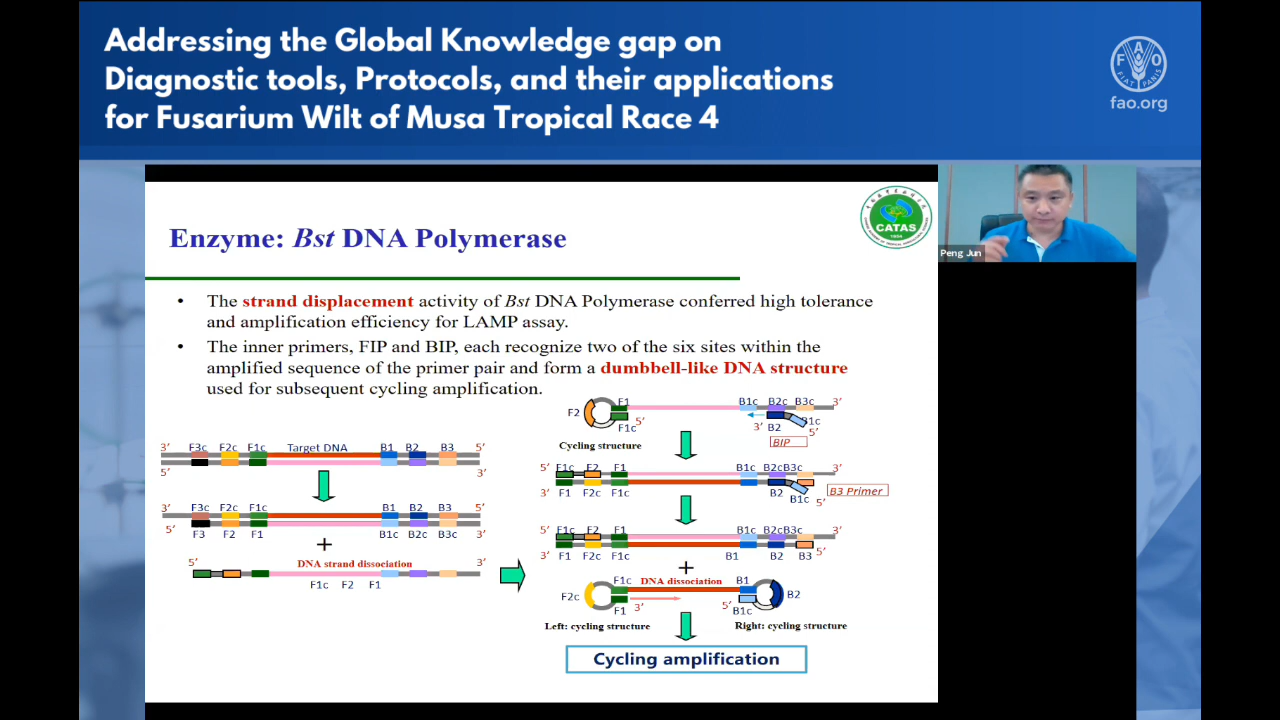 Addressing the Global Knowledge gap on
Diagnostic tools, Protocols, and their applications
for Fusarium Wilt of Musa Tropical Race 4
F A O
FIAT PANIS
fao.org
CATAS
Peng Jun
Enzyme: Bst DNA Polymerase
• The strand displacement activity of Bst DNA Polymerase conferred high tolerance
and amplification efficiency for LAMP assay.
• The inner primers, FIP and BIP, each recognize two of the six sites within the
amplified sequence of the primer pair and form a dumbbell-like DNA structure
used for subsequent cycling amplification.
3’ F3c F2c F1c Target DNA B1 B2 B3 5’
5’ 3’
3’ F3c F2c F1c B1 B2 B3 5’
5’ F3 F2 F1 B1c B2c B3c 3’
+
5’ DNA strand dissociation 3’
F1c F2 F1
F1 B1c B2c B3c 3’
F2 F1c 5’ 3’ B2 B1c 5’
Cycling structure BIP
5’ F1c F2 F1 B1c B2c B3c 3’
3’ F1 F2c F1c B2 B1c 5’ B3 Primer
5’ F1c F2 F1 B1c B2c B3c 3’
3’ F1 F2c F1c B1 B2 B3 5’
+
F1c DNA dissociation B1
F2c F1 3’ 5’ B1c B2
Left: cycling structure Right: cycling structure
Cycling amplification